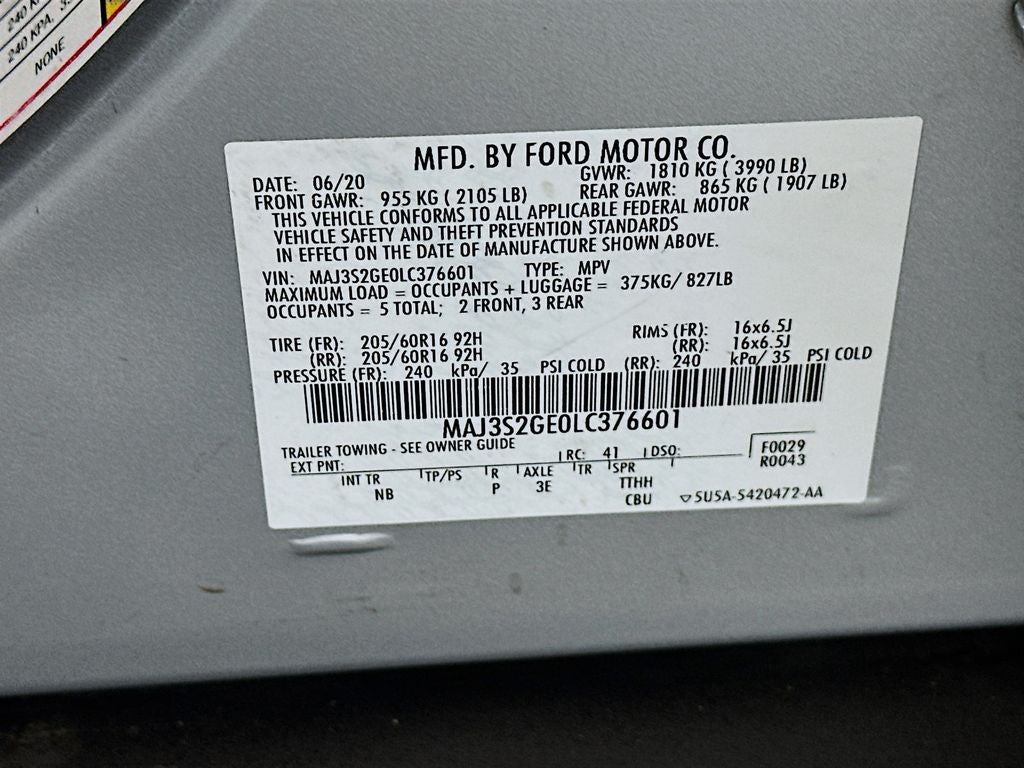 240 KPA, 3
NONE
MFD. BY FORD MOTOR CO.
DATE: 06/20 GVWR: 1810 KG ( 3990 LB)
FRONT GAWR: 955 KG ( 2105 LB) REAR GAWR: 865 KG ( 1907 LB)
THIS VEHICLE CONFORMS TO ALL APPLICABLE FEDERAL MOTOR
VEHICLE SAFETY AND THEFT PREVENTION STANDARDS
IN EFFECT ON THE DATE OF MANUFACTURE SHOWN ABOVE.
VIN: MAJ3S2GE0LC376601 TYPE: MPV
MAXIMUM LOAD = OCCUPANTS + LUGGAGE = 375KG/ 827LB
OCCUPANTS = 5 TOTAL; 2 FRONT, 3 REAR
TIRE (FR): 205/60R16 92H RIMS (FR): 16x6.5J
(RR): 205/60R16 92H (RR): 16x6.5J
PRESSURE (FR): 240 kPa/ 35 PSI COLD (RR): 240 kPa/ 35 PSI COLD
MAJ3S2GE0LC376601
TRAILER TOWING - SEE OWNER GUIDE
EXT PNT: RC: 41 DSO: F0029
R0043
INT TR TP/PS R AXLE TR SPR
NB P 3E TTHH
CBU ▽5U5A-5420472-AA